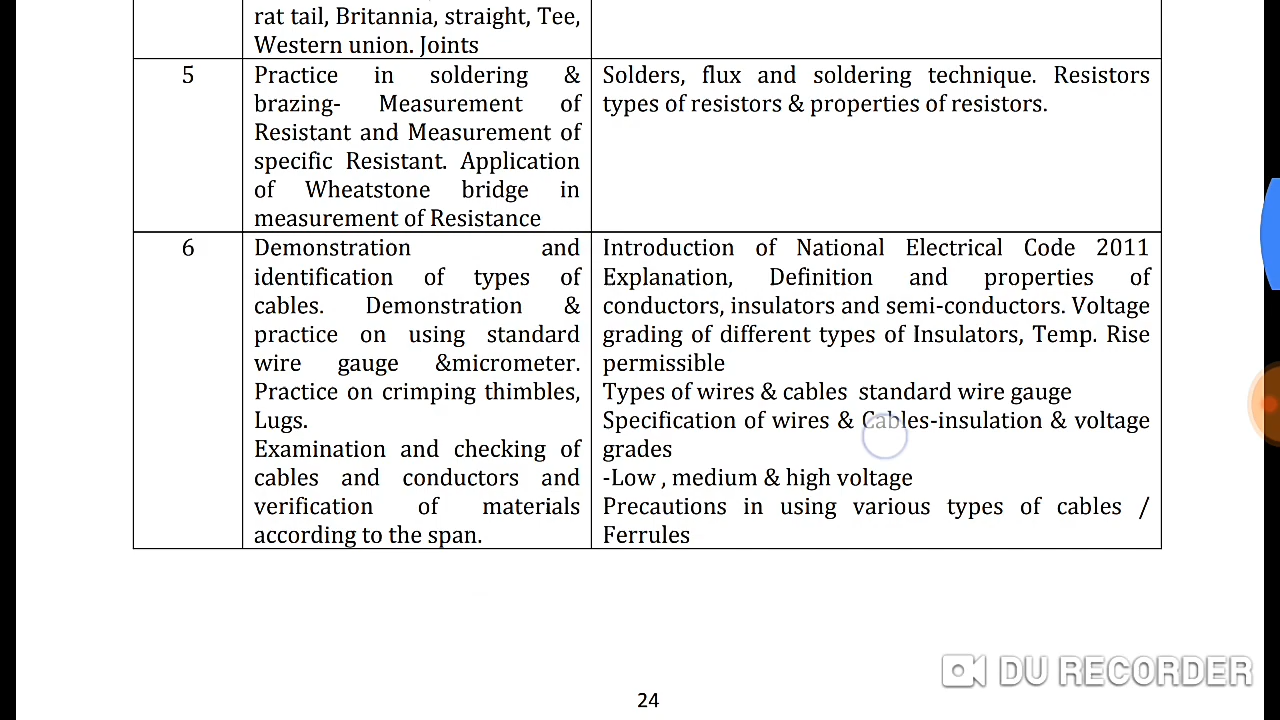 rat tail, Britannia, straight, Tee,
Western union. Joints
5
Practice in soldering &
brazing- Measurement of
Resistant and Measurement of
specific Resistant. Application
of Wheatstone bridge in
measurement of Resistance
Solders, flux and soldering technique. Resistors
types of resistors & properties of resistors.
6
Demonstration and
identification of types of
cables. Demonstration &
practice on using standard
wire gauge &micrometer.
Practice on crimping thimbles,
Lugs.
Examination and checking of
cables and conductors and
verification of materials
according to the span.
Introduction of National Electrical Code 2011
Explanation, Definition and properties of
conductors, insulators and semi-conductors. Voltage
grading of different types of Insulators, Temp. Rise
permissible
Types of wires & cables standard wire gauge
Specification of wires & Cables-insulation & voltage
grades
-Low , medium & high voltage
Precautions in using various types of cables /
Ferrules
DU RECORDER
24